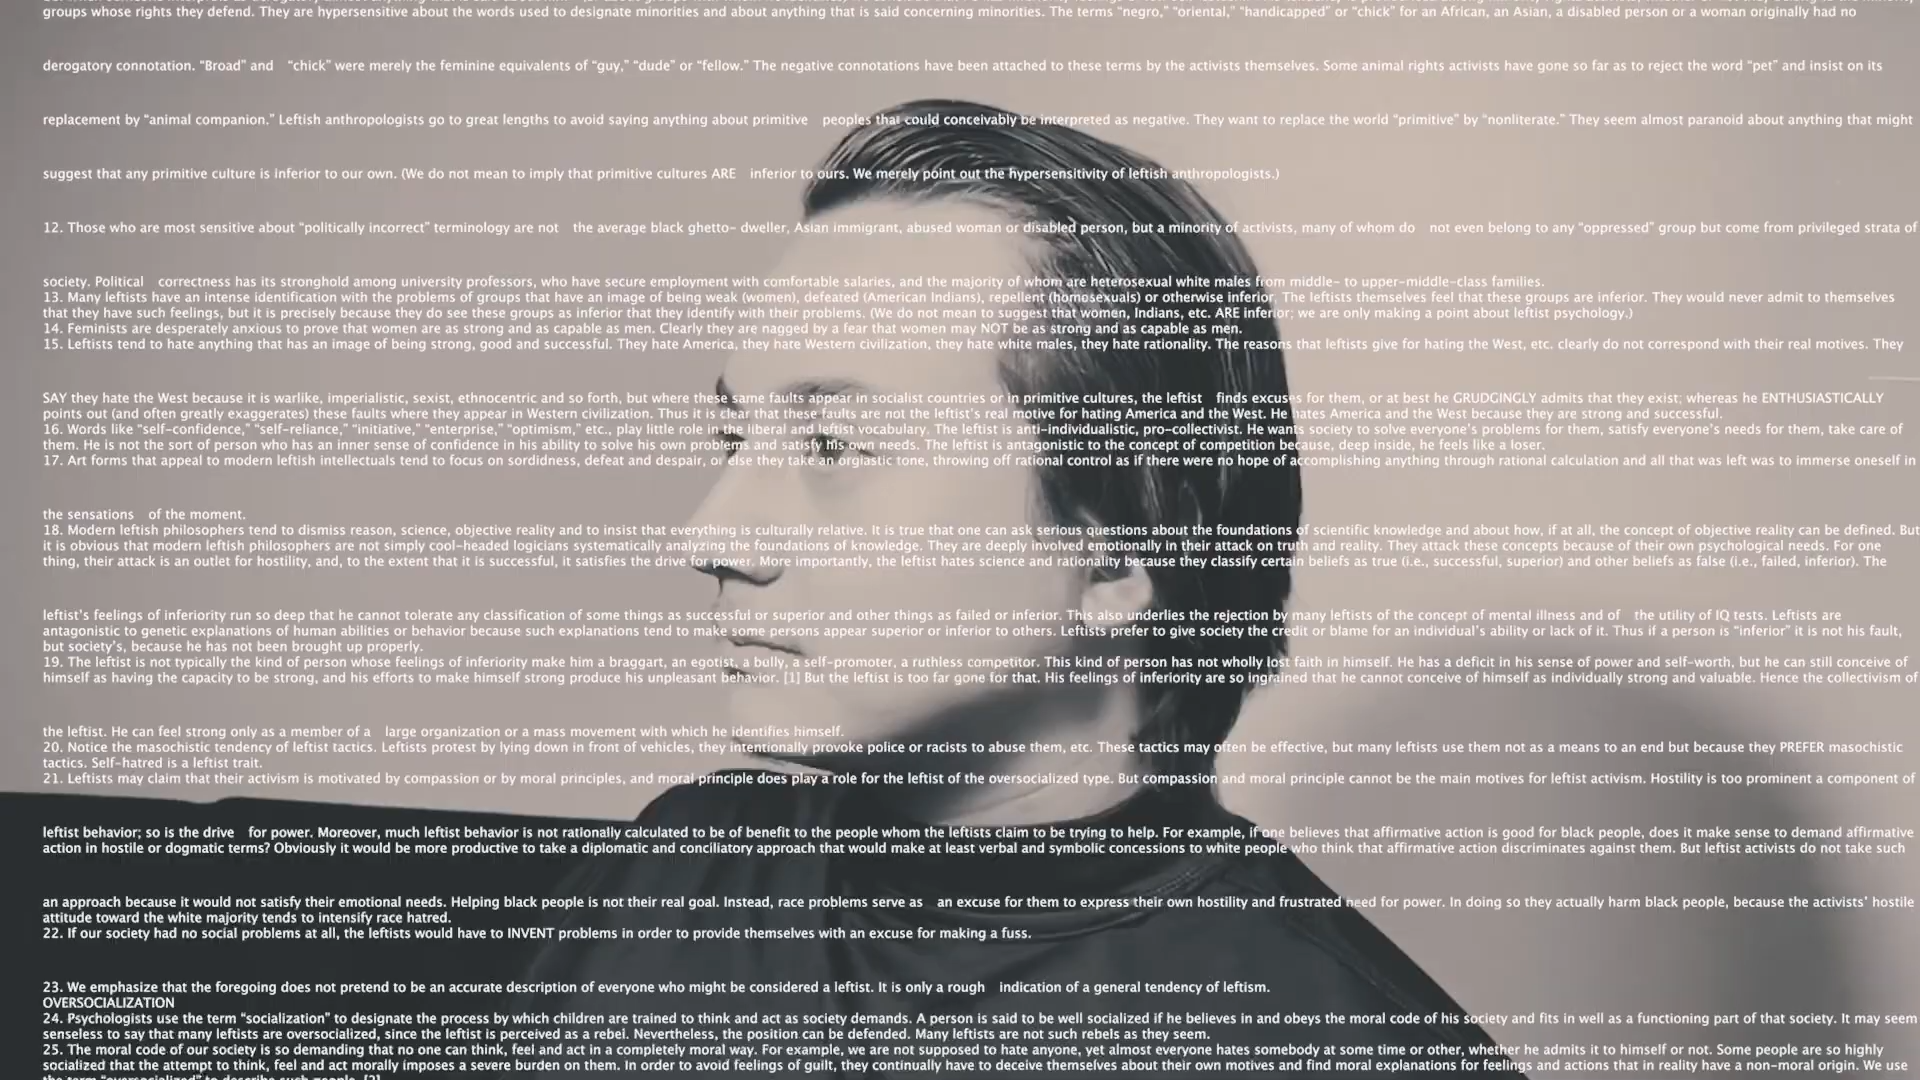 groups whose rights they defend. They are hypersensitive about the words used to designate minorities and about anything that is said concerning minorities. The terms “negro,” “oriental,” “handicapped” or “chick” for an African, an Asian, a disabled person or a woman originally had no
derogatory connotation. “Broad” and “chick” were merely the feminine equivalents of “guy,” “dude” or “fellow.” The negative connotations have been attached to these terms by the activists themselves. Some animal rights activists have gone so far as to reject the word “pet” and insist on its
replacement by “animal companion.” Leftish anthropologists go to great lengths to avoid saying anything about primitive peoples that could conceivably be interpreted as negative. They want to replace the world “primitive” by “nonliterate.” They seem almost paranoid about anything that might
suggest that any primitive culture is inferior to our own. (We do not mean to imply that primitive cultures ARE inferior to ours. We merely point out the hypersensitivity of leftish anthropologists.)
12. Those who are most sensitive about “politically incorrect” terminology are not the average black ghetto- dweller, Asian immigrant, abused woman or disabled person, but a minority of activists, many of whom do not even belong to any “oppressed” group but come from privileged strata of
society. Political correctness has its stronghold among university professors, who have secure employment with comfortable salaries, and the majority of whom are heterosexual white males from middle- to upper-middle-class families.
13. Many leftists have an intense identification with the problems of groups that have an image of being weak (women), defeated (American Indians), repellent (homosexuals) or otherwise inferior. The leftists themselves feel that these groups are inferior. They would never admit to themselves
that they have such feelings, but it is precisely because they do see these groups as inferior that they identify with their problems. (We do not mean to suggest that women, Indians, etc. ARE inferior; we are only making a point about leftist psychology.)
14. Feminists are desperately anxious to prove that women are as strong and as capable as men. Clearly they are nagged by a fear that women may NOT be as strong and as capable as men.
15. Leftists tend to hate anything that has an image of being strong, good and successful. They hate America, they hate Western civilization, they hate white males, they hate rationality. The reasons that leftists give for hating the West, etc. clearly do not correspond with their real motives. They
SAY they hate the West because it is warlike, imperialistic, sexist, ethnocentric and so forth, but where these same faults appear in socialist countries or in primitive cultures, the leftist finds excuses for them, or at best he GRUDGINGLY admits that they exist; whereas he ENTHUSIASTICALLY
points out (and often greatly exaggerates) these faults where they appear in Western civilization. Thus it is clear that these faults are not the leftist’s real motive for hating America and the West. He hates America and the West because they are strong and successful.
16. Words like “self-confidence,” “self-reliance,” “initiative,” “enterprise,” “optimism,” etc., play little role in the liberal and leftist vocabulary. The leftist is anti-individualistic, pro-collectivist. He wants society to solve everyone’s problems for them, satisfy everyone’s needs for them, take care of
them. He is not the sort of person who has an inner sense of confidence in his ability to solve his own problems and satisfy his own needs. The leftist is antagonistic to the concept of competition because, deep inside, he feels like a loser.
17. Art forms that appeal to modern leftish intellectuals tend to focus on sordidness, defeat and despair, or else they take an orgiastic tone, throwing off rational control as if there were no hope of accomplishing anything through rational calculation and all that was left was to immerse oneself in
the sensations of the moment.
18. Modern leftish philosophers tend to dismiss reason, science, objective reality and to insist that everything is culturally relative. It is true that one can ask serious questions about the foundations of scientific knowledge and about how, if at all, the concept of objective reality can be defined. But
it is obvious that modern leftish philosophers are not simply cool-headed logicians systematically analyzing the foundations of knowledge. They are deeply involved emotionally in their attack on truth and reality. They attack these concepts because of their own psychological needs. For one
thing, their attack is an outlet for hostility, and, to the extent that it is successful, it satisfies the drive for power. More importantly, the leftist hates science and rationality because they classify certain beliefs as true (i.e., successful, superior) and other beliefs as false (i.e., failed, inferior). The
leftist’s feelings of inferiority run so deep that he cannot tolerate any classification of some things as successful or superior and other things as failed or inferior. This also underlies the rejection by many leftists of the concept of mental illness and of the utility of IQ tests. Leftists are
antagonistic to genetic explanations of human abilities or behavior because such explanations tend to make some persons appear superior or inferior to others. Leftists prefer to give society the credit or blame for an individual’s ability or lack of it. Thus if a person is “inferior” it is not his fault,
but society’s, because he has not been brought up properly.
19. The leftist is not typically the kind of person whose feelings of inferiority make him a braggart, an egotist, a bully, a self-promoter, a ruthless competitor. This kind of person has not wholly lost faith in himself. He has a deficit in his sense of power and self-worth, but he can still conceive of
himself as having the capacity to be strong, and his efforts to make himself strong produce his unpleasant behavior. [1] But the leftist is too far gone for that. His feelings of inferiority are so ingrained that he cannot conceive of himself as individually strong and valuable. Hence the collectivism of
the leftist. He can feel strong only as a member of a large organization or a mass movement with which he identifies himself.
20. Notice the masochistic tendency of leftist tactics. Leftists protest by lying down in front of vehicles, they intentionally provoke police or racists to abuse them, etc. These tactics may often be effective, but many leftists use them not as a means to an end but because they PREFER masochistic
tactics. Self-hatred is a leftist trait.
21. Leftists may claim that their activism is motivated by compassion or by moral principles, and moral principle does play a role for the leftist of the oversocialized type. But compassion and moral principle cannot be the main motives for leftist activism. Hostility is too prominent a component of
leftist behavior; so is the drive for power. Moreover, much leftist behavior is not rationally calculated to be of benefit to the people whom the leftists claim to be trying to help. For example, if one believes that affirmative action is good for black people, does it make sense to demand affirmative
action in hostile or dogmatic terms? Obviously it would be more productive to take a diplomatic and conciliatory approach that would make at least verbal and symbolic concessions to white people who think that affirmative action discriminates against them. But leftist activists do not take such
an approach because it would not satisfy their emotional needs. Helping black people is not their real goal. Instead, race problems serve as an excuse for them to express their own hostility and frustrated need for power. In doing so they actually harm black people, because the activists’ hostile
attitude toward the white majority tends to intensify race hatred.
22. If our society had no social problems at all, the leftists would have to INVENT problems in order to provide themselves with an excuse for making a fuss.
23. We emphasize that the foregoing does not pretend to be an accurate description of everyone who might be considered a leftist. It is only a rough indication of a general tendency of leftism.
OVERSOCIALIZATION
24. Psychologists use the term “socialization” to designate the process by which children are trained to think and act as society demands. A person is said to be well socialized if he believes in and obeys the moral code of his society and fits in well as a functioning part of that society. It may seem
senseless to say that many leftists are oversocialized, since the leftist is perceived as a rebel. Nevertheless, the position can be defended. Many leftists are not such rebels as they seem.
25. The moral code of our society is so demanding that no one can think, feel and act in a completely moral way. For example, we are not supposed to hate anyone, yet almost everyone hates somebody at some time or other, whether he admits it to himself or not. Some people are so highly
socialized that the attempt to think, feel and act morally imposes a severe burden on them. In order to avoid feelings of guilt, they continually have to deceive themselves about their own motives and find moral explanations for feelings and actions that in reality have a non-moral origin. We use
the term “oversocialized” to describe such people. [2]